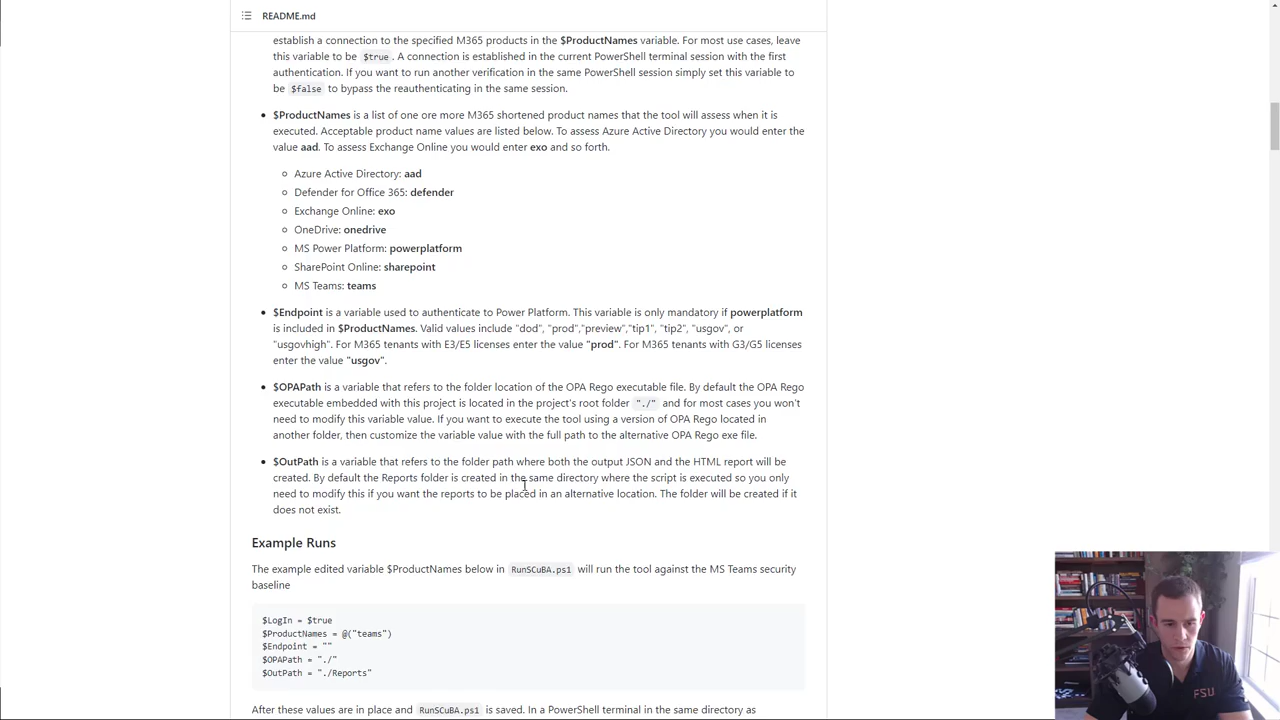 README.md
establish a connection to the specified M365 products in the $ProductNames variable. For most use cases, leave
this variable to be $true . A connection is established in the current PowerShell terminal session with the first
authentication. If you want to run another verification in the same PowerShell session simply set this variable to
be $false to bypass the reauthenticating in the same session.
$ProductNames is a list of one ore more M365 shortened product names that the tool will assess when it is
executed. Acceptable product name values are listed below. To assess Azure Active Directory you would enter the
value aad. To assess Exchange Online you would enter exo and so forth.
Azure Active Directory: aad
Defender for Office 365: defender
Exchange Online: exo
OneDrive: onedrive
MS Power Platform: powerplatform
SharePoint Online: sharepoint
MS Teams: teams
$Endpoint is a variable used to authenticate to Power Platform. This variable is only mandatory if powerplatform
is included in $ProductNames. Valid values include "dod", "prod","preview","tip1", "tip2", "usgov", or
"usgovhigh". For M365 tenants with E3/E5 licenses enter the value "prod". For M365 tenants with G3/G5 licenses
enter the value "usgov".
$OPAPath is a variable that refers to the folder location of the OPA Rego executable file. By default the OPA Rego
executable embedded with this project is located in the project's root folder "./" and for most cases you won't
need to modify this variable value. If you want to execute the tool using a version of OPA Rego located in
another folder, then customize the variable value with the full path to the alternative OPA Rego exe file.
$OutPath is a variable that refers to the folder path where both the output JSON and the HTML report will be
created. By default the Reports folder is created in the same directory where the script is executed so you only
need to modify this if you want the reports to be placed in an alternative location. The folder will be created if it
does not exist.
Example Runs
The example edited variable $ProductNames below in RunSCuBA.ps1 will run the tool against the MS Teams security
baseline
$LogIn = $true
$ProductNames = @("teams")
$Endpoint = ""
$OPAPath = "./"
$OutPath = "./Reports"
After these values are in place and RunSCuBA.ps1 is saved. In a PowerShell terminal in the same directory as
FSU